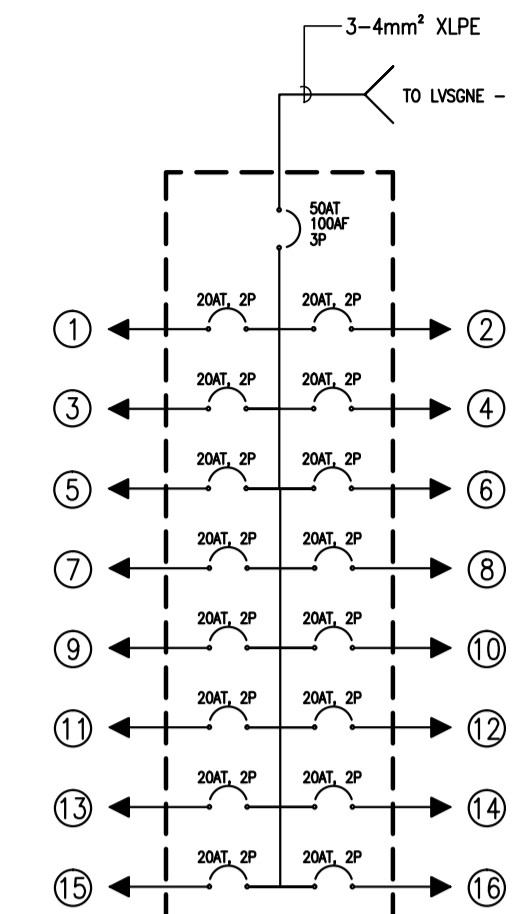 3-4mm² XLPE
TO LVSGNE -
50AT
100AF
3P
20AT, 2P 20AT, 2P
1 2
20AT, 2P 20AT, 2P
3 4
20AT, 2P 20AT, 2P
5 6
20AT, 2P 20AT, 2P
7 8
20AT, 2P 20AT, 2P
9 10
20AT, 2P 20AT, 2P
11 12
20AT, 2P 20AT, 2P
13 14
20AT, 2P 20AT, 2P
15 16